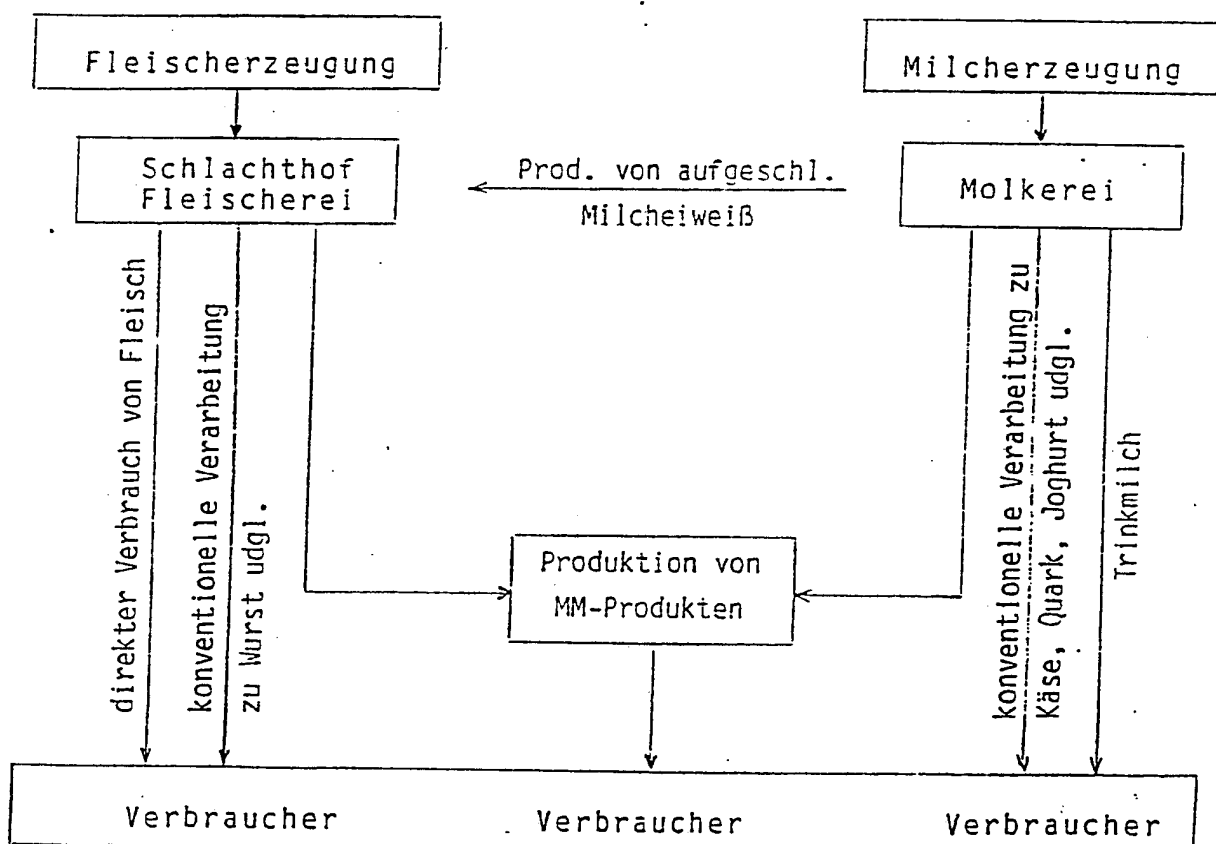 Fleischerzeugung
Milcherzeugung
Schlachthof
Fleischerei
Prod. von aufgeschl.
Milcheiweiß
Molkerei
direkter Verbrauch von Fleisch
konventionelle Verarbeitung
zu Wurst udgl.
Produktion von
MM-Produkten
konventionelle Verarbeitung zu
Käse, Quark, Joghurt udgl.
Trinkmilch
Verbraucher
Verbraucher
Verbraucher